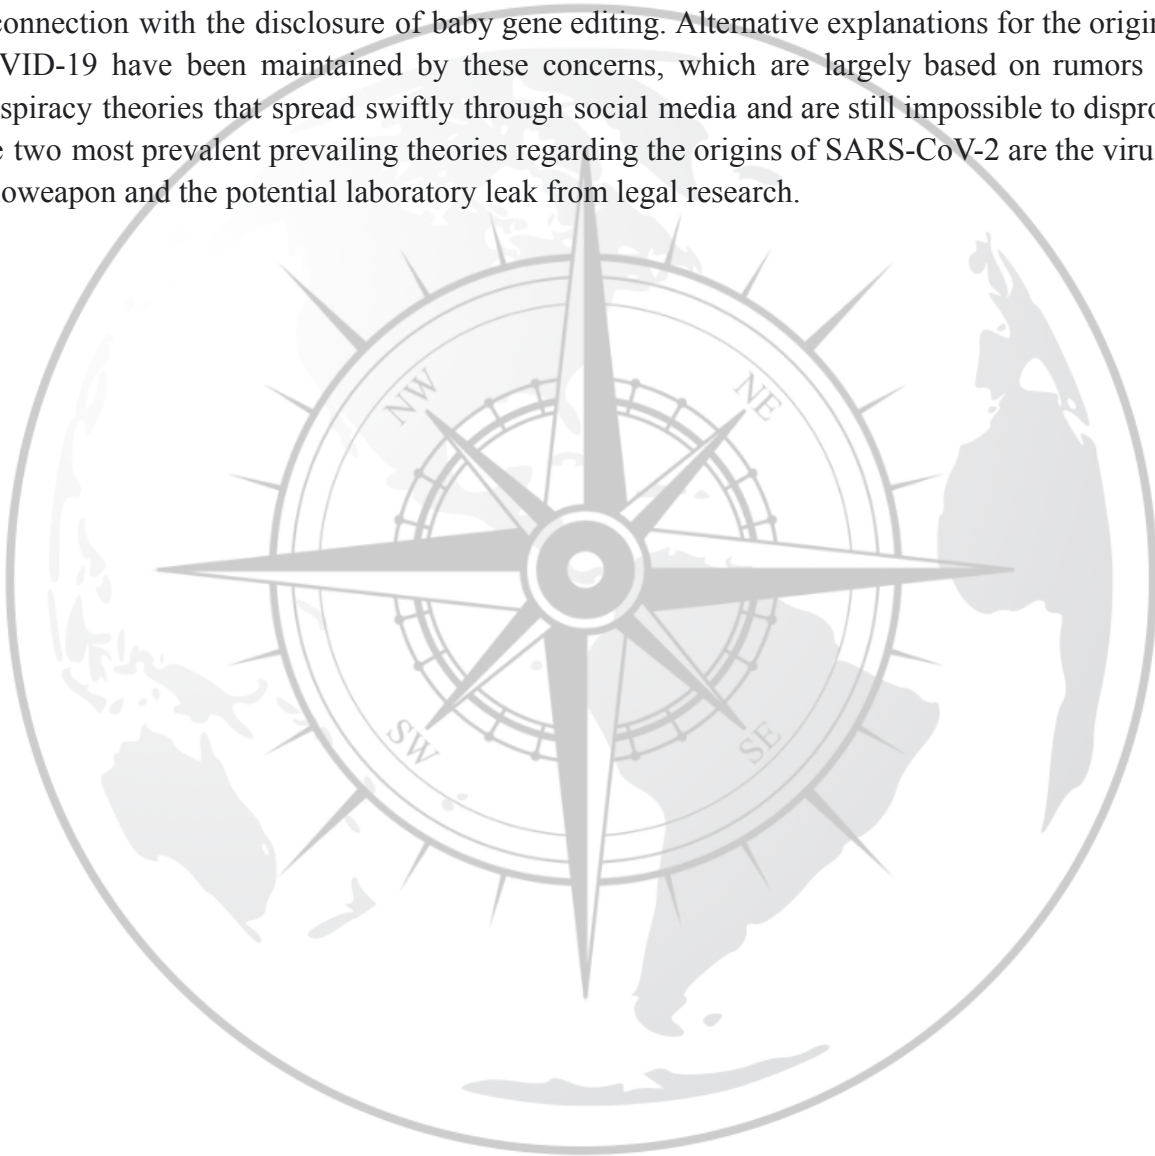 connection with the disclosure of baby gene editing. Alternative explanations for the origin
VID-19 have been maintained by these concerns, which are largely based on rumors
spiracy theories that spread swiftly through social media and are still impossible to dispro
e two most prevalent prevailing theories regarding the origins of SARS-CoV-2 are the viru
oweapon and the potential laboratory leak from legal research.
NW
NE
SW
SE